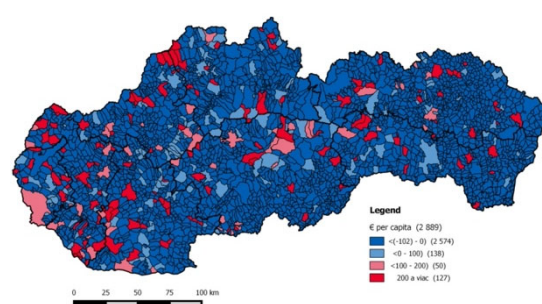 Legend
€ per capita (2 889)
<(-102) - 0) (2 574)
<0 - 100) (138)
<100 - 200) (50)
200 a viac (127)
0 25 50 75 100 km